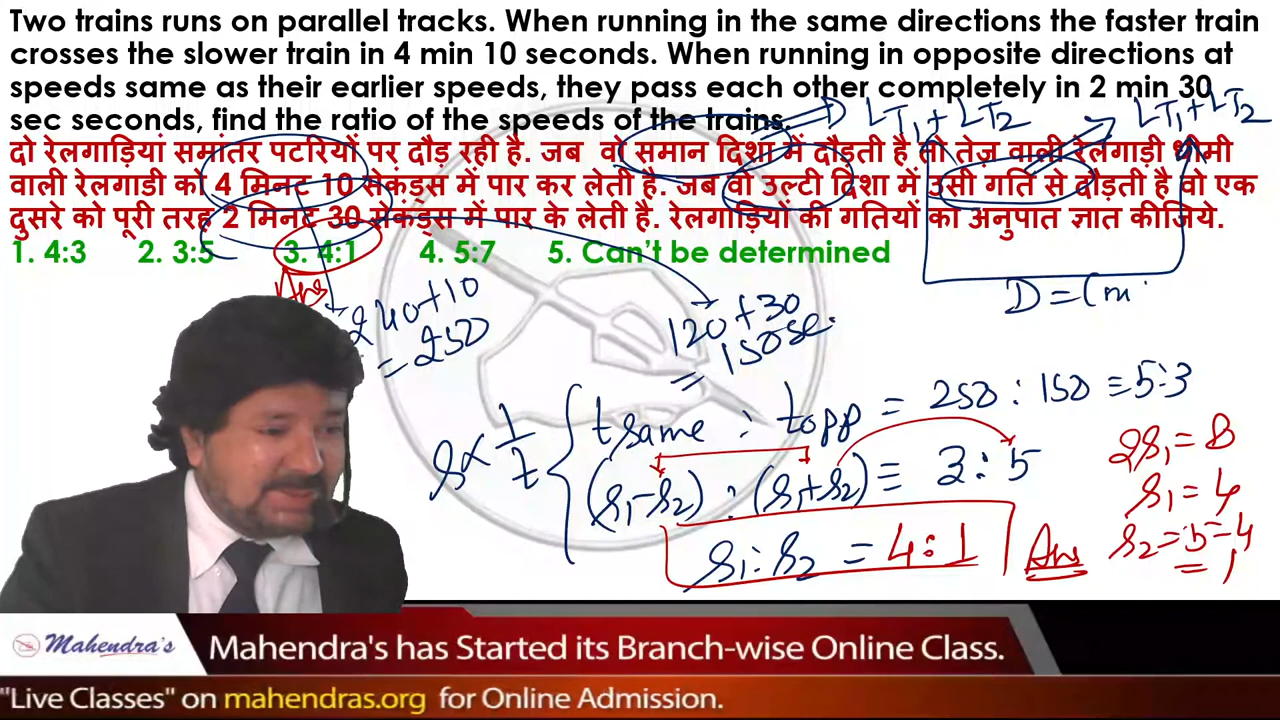 Two trains runs on parallel tracks. When running in the same directions the faster train
crosses the slower train in 4 min 10 seconds. When running in opposite directions at
speeds same as their earlier speeds, they pass each other completely in 2 min 30
sec seconds, find the ratio of the speeds of the trains.
D LT1 + LT2
LT1 + LT2
दो रेलगाड़ियां समांतर पटरियों पर दौड़ रही है. जब वो समान दिशा में दौड़ती है तो तेज़ वाली रेलगाड़ी धीमी
वाली रेलगाडी को 4 मिनट 10 सेकंड्स में पार कर लेती है. जब वो उल्टी दिशा में उसी गति से दौड़ती है वो एक
दुसरे को पूरी तरह 2 मिनट 30 सेकंड्स में पार के लेती है. रेलगाड़ियों की गतियों का अनुपात ज्ञात कीजिये.
1. 4:3 2. 3:5 3. 4:1 4. 5:7 5. Can't be determined
Ans
240+10
= 250
120+30
= 150se.
D = (m
s ∝ 1/t
tsame : topp = 250 : 150 = 5:3
(s1-s2) : (s1+s2) = 3 : 5
s1 : s2 = 4 : 1 Ans
2s1 = 8
s1 = 4
s2 = 5-4
= 1
Mahendra's
Mahendra's has Started its Branch-wise Online Class.
"Live Classes" on mahendras.org for Online Admission.